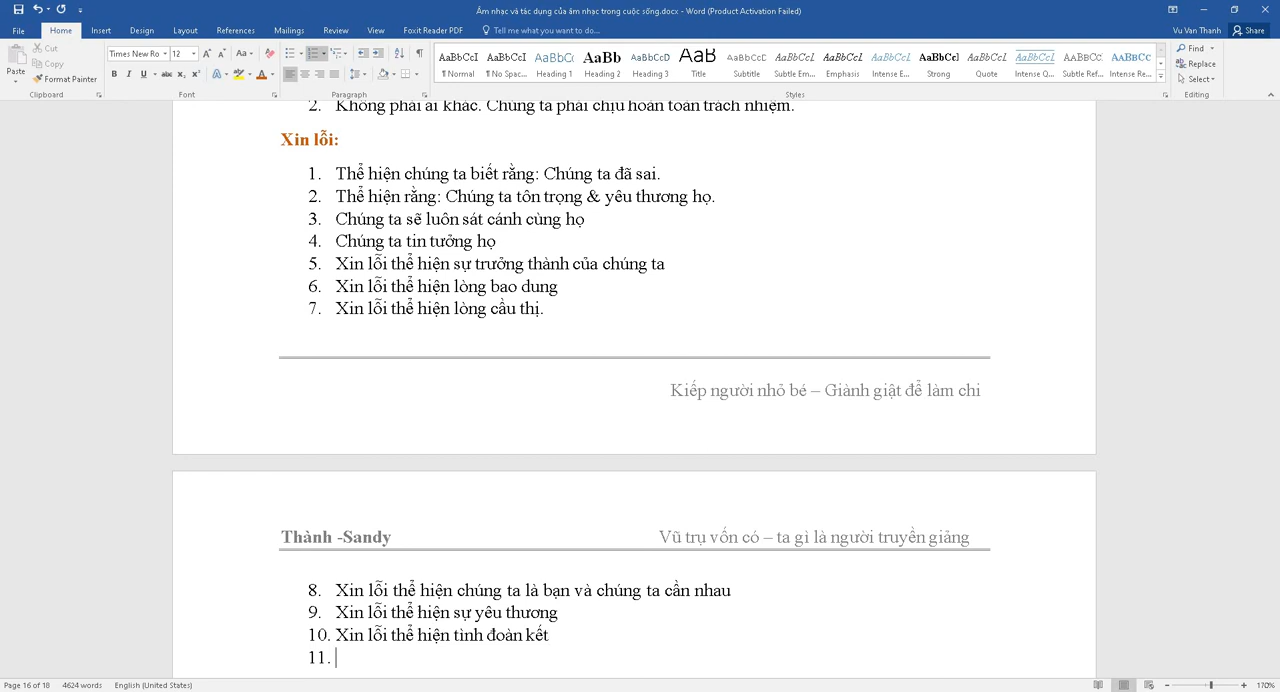 Âm nhạc và tác dụng của âm nhạc trong cuộc sống.docx - Word (Product Activation Failed)
File Home Insert Design Layout References Mailings Review View Foxit Reader PDF Tell me what you want to do... Vu Van Thanh Share
Paste Cut Copy Format Painter
Times New Ro 12
AaBbCcI AaBbCcI AaBbCc AaBb AaBbCcD AaB AaBbCcD AaBbCcI AaBbCcI AaBbCcI AaBbCcI AaBbCcI AaBbCcI AaBbCc AaBbCc
¶ Normal ¶ No Spac... Heading 1 Heading 2 Heading 3 Title Subtitle Subtle Em... Emphasis Intense E... Strong Quote Intense Q... Subtle Ref... Intense Re...
Find Replace Select
Clipboard Font Paragraph Styles Editing
2. Không phải ai khác. Chúng ta phải chịu hoàn toàn trách nhiệm.
Xin lỗi:
1. Thể hiện chúng ta biết rằng: Chúng ta đã sai.
2. Thể hiện rằng: Chúng ta tôn trọng & yêu thương họ.
3. Chúng ta sẽ luôn sát cánh cùng họ
4. Chúng ta tin tưởng họ
5. Xin lỗi thể hiện sự trưởng thành của chúng ta
6. Xin lỗi thể hiện lòng bao dung
7. Xin lỗi thể hiện lòng cầu thị.
Kiếp người nhỏ bé – Giành giật để làm chi
Thành -Sandy Vũ trụ vốn có – ta gì là người truyền giảng
8. Xin lỗi thể hiện chúng ta là bạn và chúng ta cần nhau
9. Xin lỗi thể hiện sự yêu thương
10. Xin lỗi thể hiện tình đoàn kết
11.
Page 16 of 18 4624 words English (United States) 170%